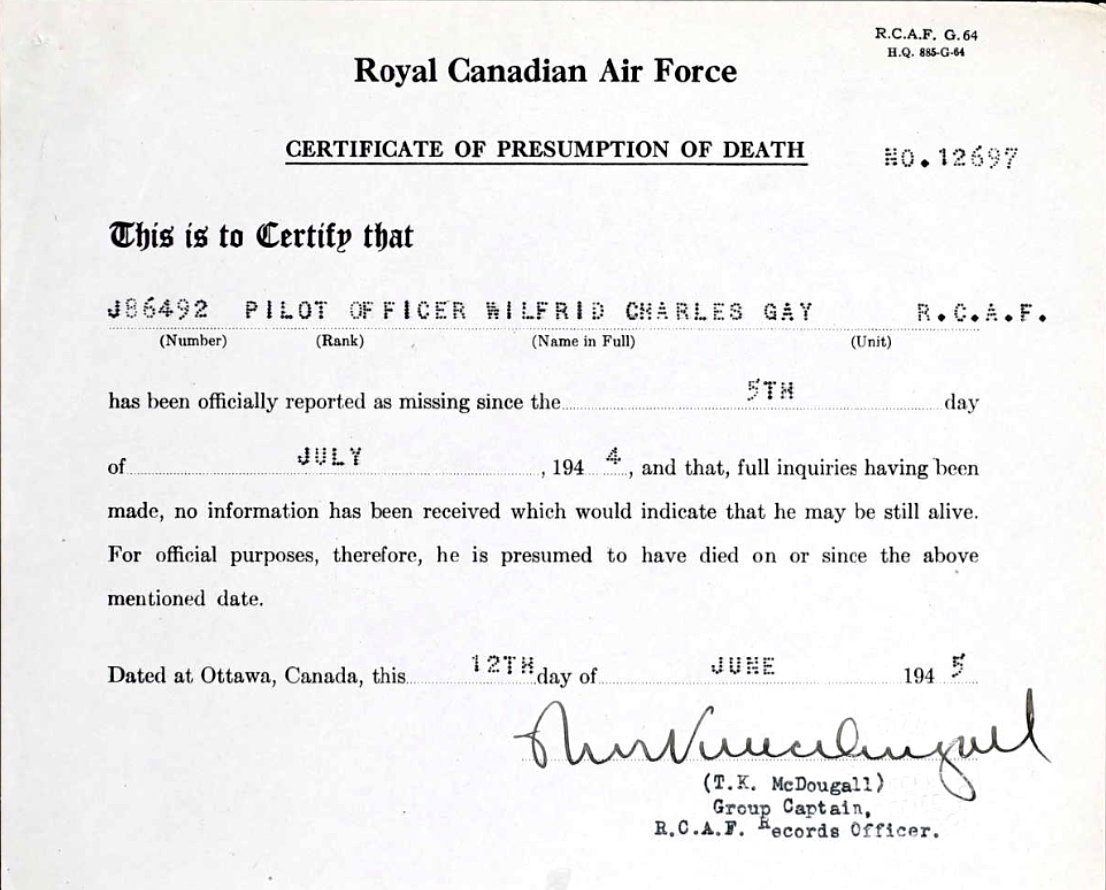 R.C.A.F. G.64
H.Q. 885-G-64
Royal Canadian Air Force
CERTIFICATE OF PRESUMPTION OF DEATH NO.12697
This is to Certify that
J86492 PILOT OFFICER WILFRID CHARLES GAY R.C.A.F.
(Number) (Rank) (Name in Full) (Unit)
has been officially reported as missing since the 5TH day
of JULY, 194 4, and that, full inquiries having been
made, no information has been received which would indicate that he may be still alive.
For official purposes, therefore, he is presumed to have died on or since the above
mentioned date.
Dated at Ottawa, Canada, this 12TH day of JUNE 194 5
(T.K. McDougall)
Group Captain,
R.C.A.F. Records Officer.